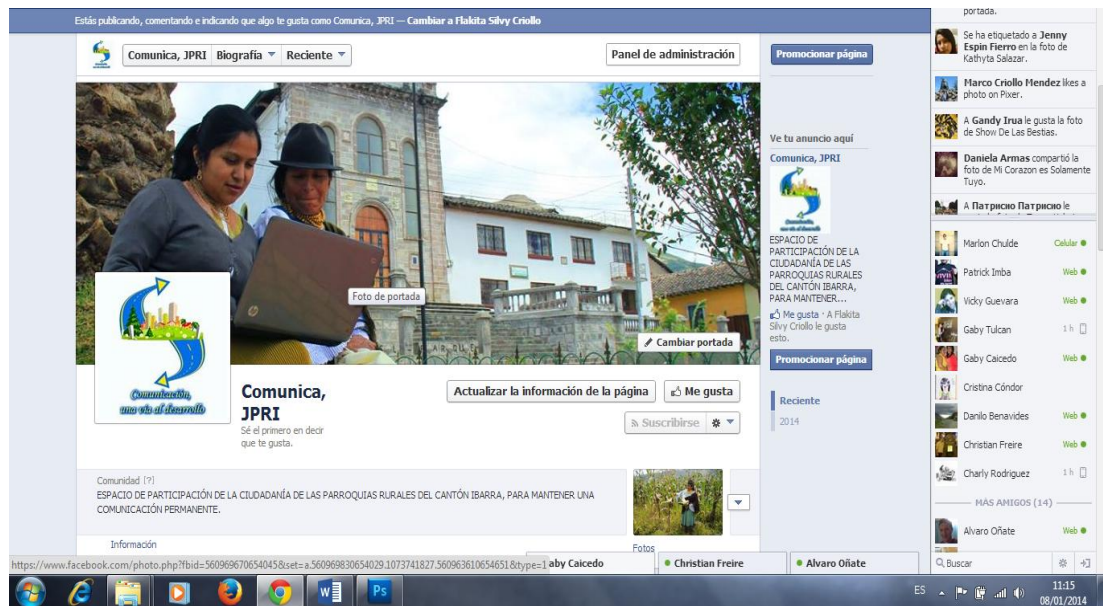 Estás publicando, comentando e indicando que algo te gusta como Comunica, JPRI — Cambiar a Flakita Silvy Criollo
Comunica, JPRI Biografía Reciente
Panel de administración
Promocionar página
Foto de portada
Cambiar portada
Comunicación,
una vía al desarrollo
Comunica,
JPRI
Sé el primero en decir
que te gusta.
Actualizar la información de la página
Me gusta
Suscribirse
Comunidad [?]
ESPACIO DE PARTICIPACIÓN DE LA CIUDADANÍA DE LAS PARROQUIAS RURALES DEL CANTÓN IBARRA, PARA MANTENER UNA
COMUNICACIÓN PERMANENTE.
Información
Fotos
Ve tu anuncio aquí
Comunica, JPRI
ESPACIO DE
PARTICIPACIÓN DE LA
CIUDADANÍA DE LAS
PARROQUIAS RURALES
DEL CANTÓN IBARRA,
PARA MANTENER...
Me gusta · A Flakita
Silvy Criollo le gusta
esto.
Promocionar página
Reciente
2014
portada.
Se ha etiquetado a Jenny
Espin Fierro en la foto de
Kathyta Salazar.
Marco Criollo Mendez likes a
photo on Pixer.
A Gandy Irua le gusta la foto
de Show De Las Bestias.
Daniela Armas compartió la
foto de Mi Corazon es Solamente
Tuyo.
A Патрисио Патрисио le
Marlon Chulde Celular
Patrick Imba Web
Vicky Guevara Web
Gaby Tulcan 1 h
Gaby Caicedo Web
Cristina Cóndor
Danilo Benavides Web
Christian Freire Web
Charly Rodriguez 1 h
MÁS AMIGOS (14)
Alvaro Oñate Web
Buscar
https://www.facebook.com/photo.php?fbid=560969670654045&set=a.560969830654029.1073741827.560963610654651&type=1
aby Caicedo
Christian Freire
Alvaro Oñate
ES
11:15
08/01/2014